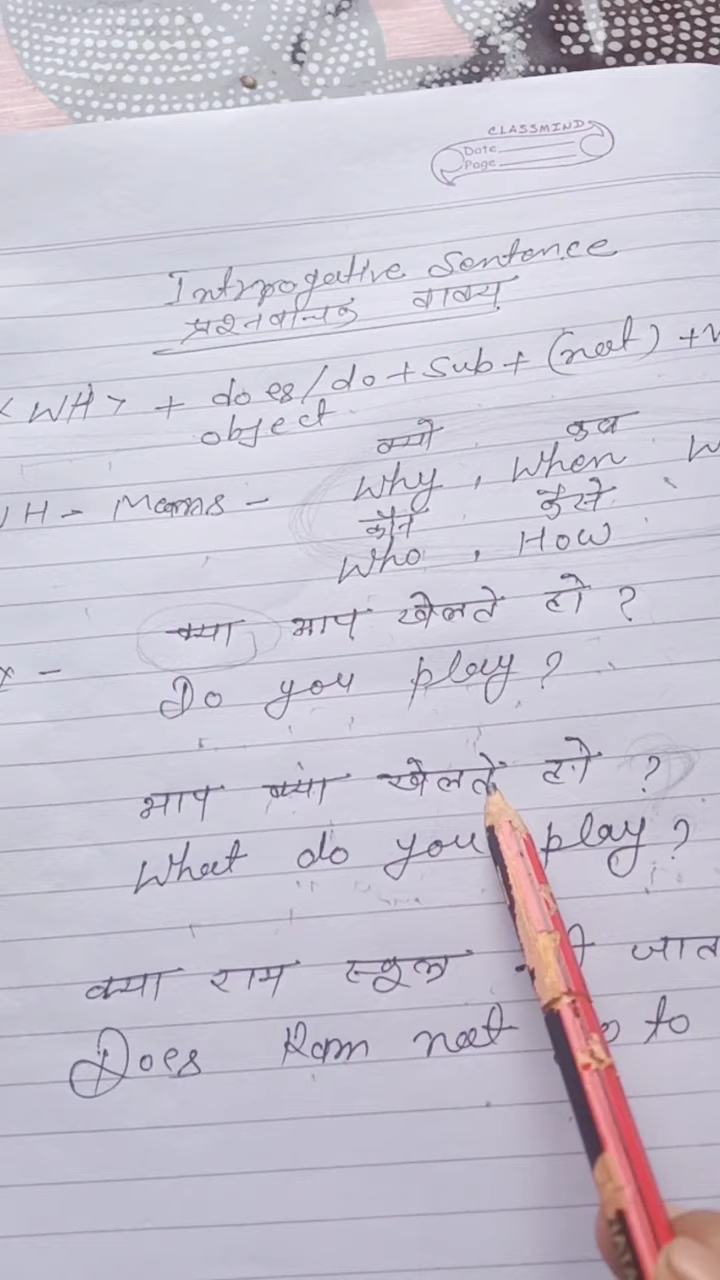 CLASSMIND
Date
Page
Intrrogative Sentence
प्रश्नवाचक वाक्य
<WH> + does/do + Sub + (not) + V
object
क्यों कब
WH - Means - Why, When W
कौन कैसे
Who, How
क्या आप खेलते हो ?
Do you play ?
आप क्या खेलते हो ?
What do you play ?
क्या राम स्कूल जात
Does Ram not to